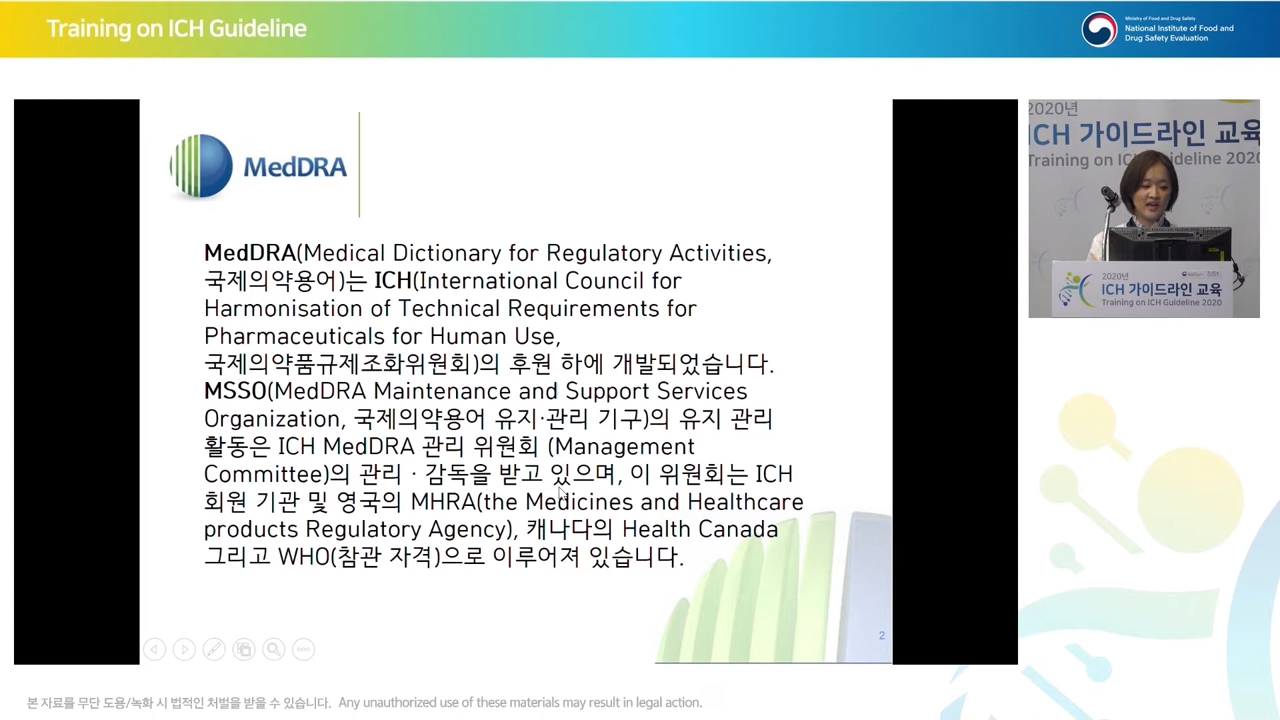 Training on ICH Guideline
Ministry of Food and Drug Safety
National Institute of Food and
Drug Safety Evaluation
MedDRA
MedDRA(Medical Dictionary for Regulatory Activities,
국제의약용어)는 ICH(International Council for
Harmonisation of Technical Requirements for
Pharmaceuticals for Human Use,
국제의약품규제조화위원회)의 후원 하에 개발되었습니다.
MSSO(MedDRA Maintenance and Support Services
Organization, 국제의약용어 유지·관리 기구)의 유지 관리
활동은 ICH MedDRA 관리 위원회 (Management
Committee)의 관리 · 감독을 받고 있으며, 이 위원회는 ICH
회원 기관 및 영국의 MHRA(the Medicines and Healthcare
products Regulatory Agency), 캐나다의 Health Canada
그리고 WHO(참관 자격)으로 이루어져 있습니다.
2
2020년
ICH 가이드라인 교육
Training on ICH Guideline 2020
2020년
ICH 가이드라인 교육
Training on ICH Guideline 2020
본 자료를 무단 도용/녹화 시 법적인 처벌을 받을 수 있습니다. Any unauthorized use of these materials may result in legal action.